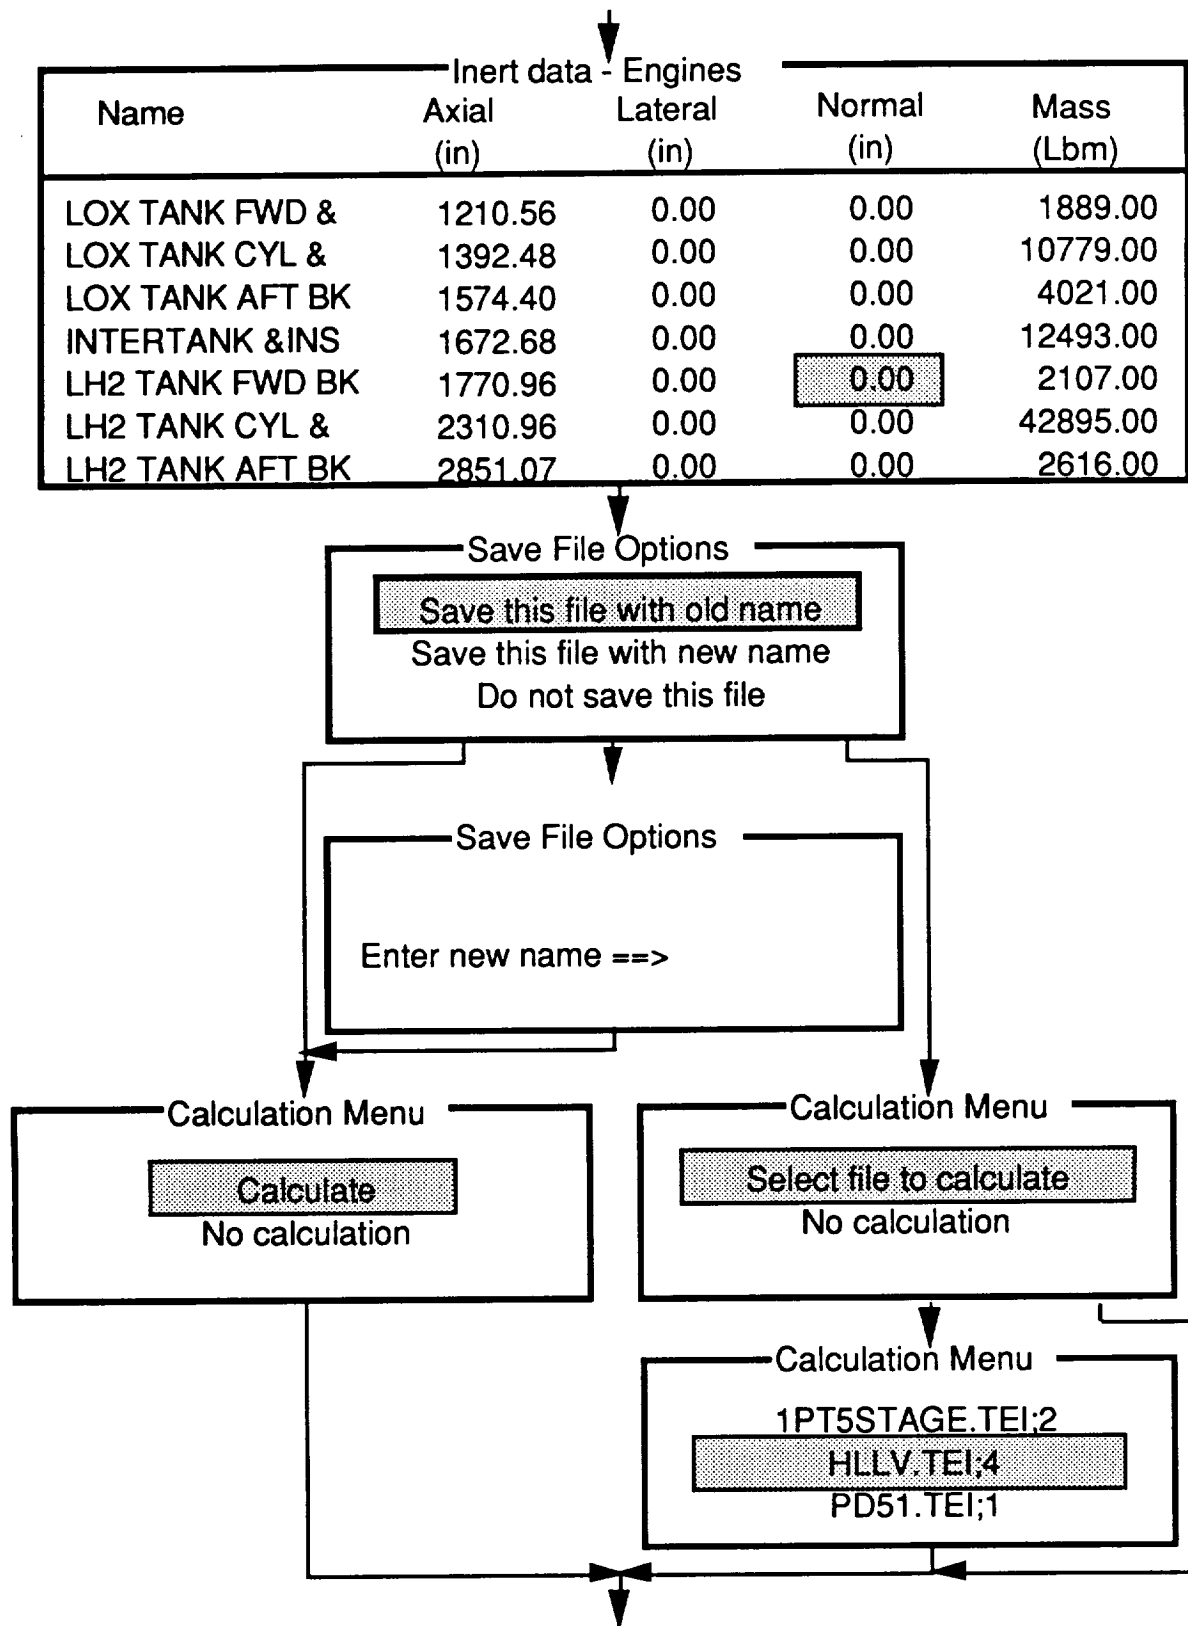 Inert data - Engines
Name Axial Lateral Normal Mass
(in) (in) (in) (Lbm)
LOX TANK FWD & 1210.56 0.00 0.00 1889.00
LOX TANK CYL & 1392.48 0.00 0.00 10779.00
LOX TANK AFT BK 1574.40 0.00 0.00 4021.00
INTERTANK &INS 1672.68 0.00 0.00 12493.00
LH2 TANK FWD BK 1770.96 0.00 0.00 2107.00
LH2 TANK CYL & 2310.96 0.00 0.00 42895.00
LH2 TANK AFT BK 2851.07 0.00 0.00 2616.00
Save File Options
Save this file with old name
Save this file with new name
Do not save this file
Save File Options
Enter new name ==>
Calculation Menu
Calculate
No calculation
Calculation Menu
Select file to calculate
No calculation
Calculation Menu
1PT5STAGE.TEI;2
HLLV.TEI;4
PD51.TEI;1